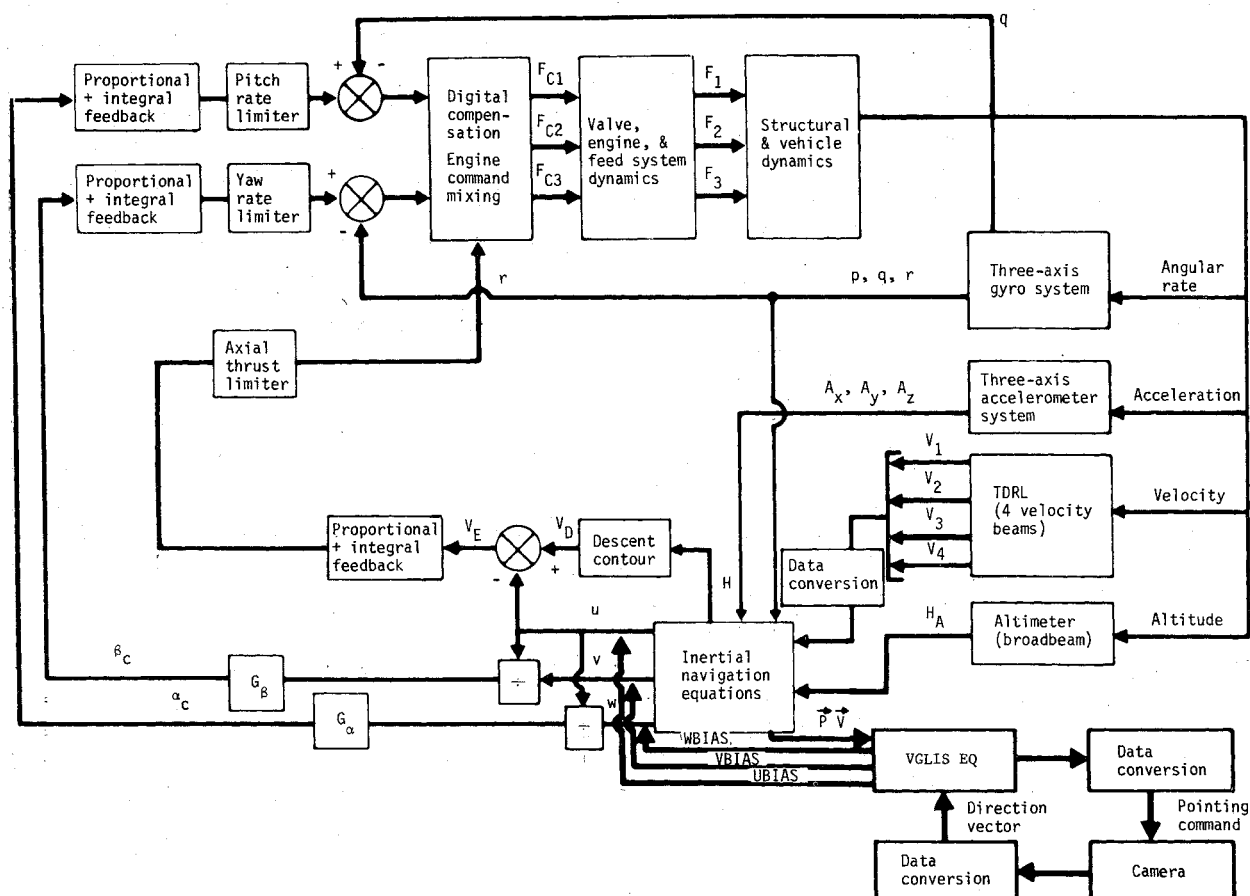 q
+
-
Proportional
+ integral
feedback
Pitch
rate
limiter
Digital
compen-
sation
Engine
command
mixing
F_C1
F_C2
F_C3
Valve,
engine, &
feed system
dynamics
F_1
F_2
F_3
Structural
& vehicle
dynamics
Proportional
+ integral
feedback
Yaw
rate
limiter
+
-
r
p, q, r
Three-axis
gyro system
Angular
rate
Axial
thrust
limiter
A_x, A_y, A_z
Three-axis
accelerometer
system
Acceleration
V_1
V_2
V_3
V_4
TDRL
(4 velocity
beams)
Velocity
Proportional
+ integral
feedback
V_E
V_D
-
+
Descent
contour
H
Data
conversion
H_A
Altimeter
(broadbeam)
Altitude
u
v
w
Inertial
navigation
equations
β_C
G_β
÷
α_C
G_α
÷
P V
WBIAS
VBIAS
UBIAS
VGLIS EQ
Data
conversion
Direction
vector
Pointing
command
Data
conversion
Camera